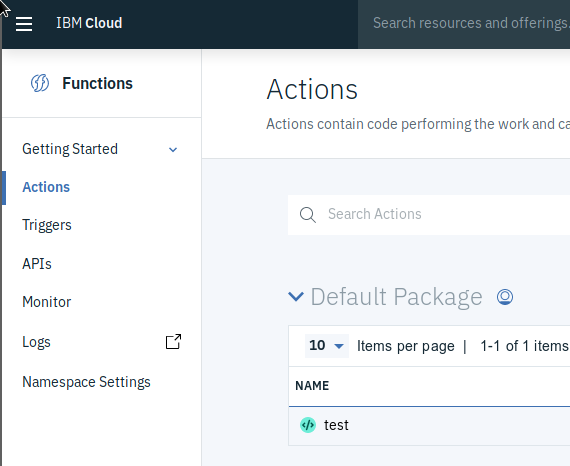 IBM Cloud
Search resources and offerings.
Functions
Getting Started
Actions
Triggers
APIs
Monitor
Logs
Namespace Settings
Actions
Actions contain code performing the work and ca
Search Actions
Default Package
10 Items per page | 1-1 of 1 items
NAME
test